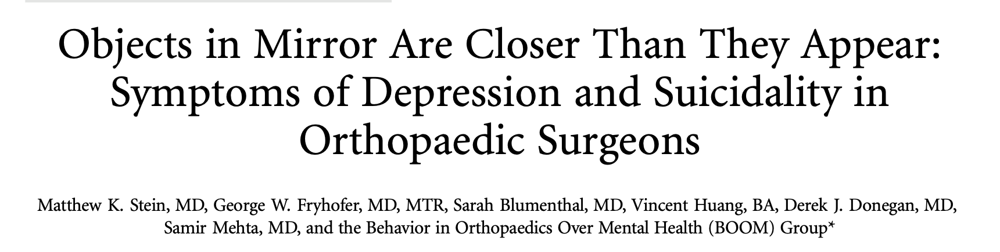 Objects in Mirror Are Closer Than They Appear:
Symptoms of Depression and Suicidality in
Orthopaedic Surgeons
Matthew K. Stein, MD, George W. Fryhofer, MD, MTR, Sarah Blumenthal, MD, Vincent Huang, BA, Derek J. Donegan, MD,
Samir Mehta, MD, and the Behavior in Orthopaedics Over Mental Health (BOOM) Group*